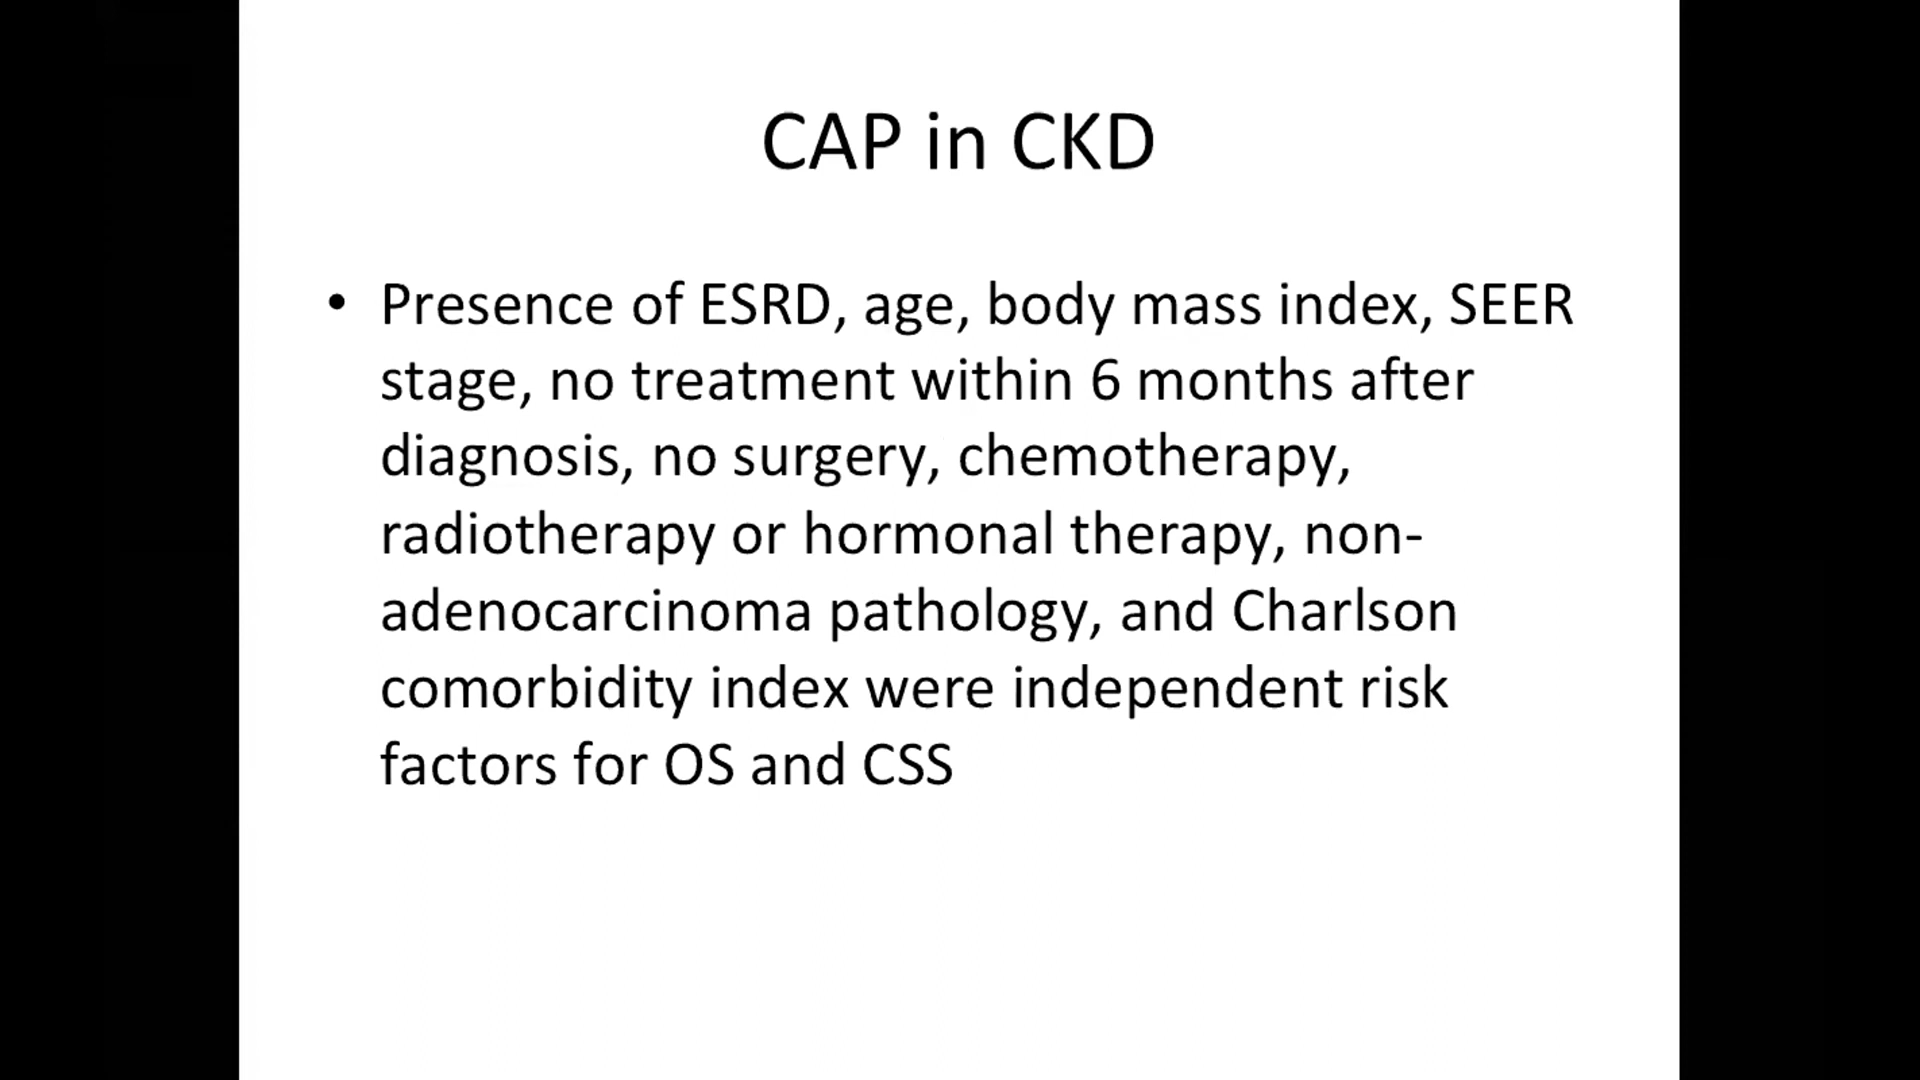 CAP in CKD
• Presence of ESRD, age, body mass index, SEER
stage, no treatment within 6 months after
diagnosis, no surgery, chemotherapy,
radiotherapy or hormonal therapy, non-
adenocarcinoma pathology, and Charlson
comorbidity index were independent risk
factors for OS and CSS